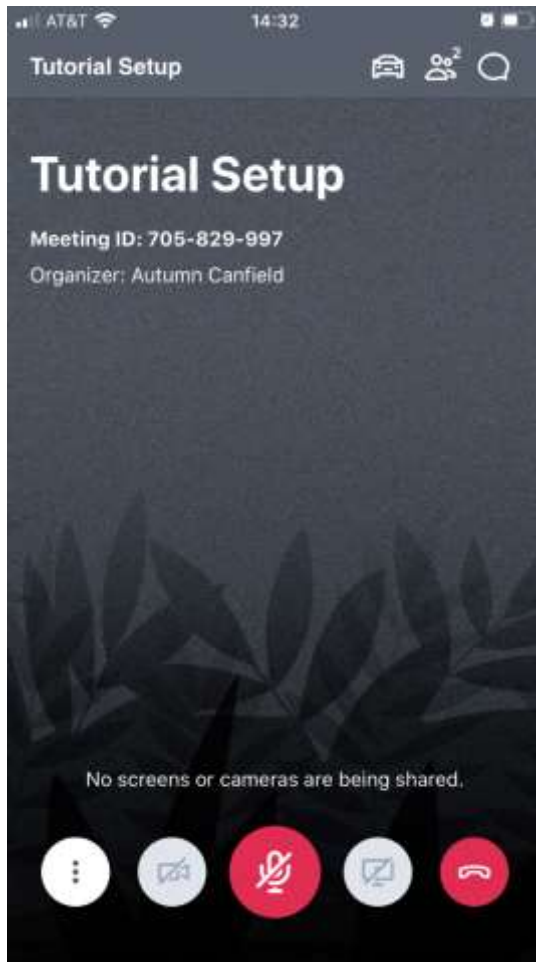 AT&T 14:32
Tutorial Setup 2
Tutorial Setup
Meeting ID: 705-829-997
Organizer: Autumn Canfield
No screens or cameras are being shared.